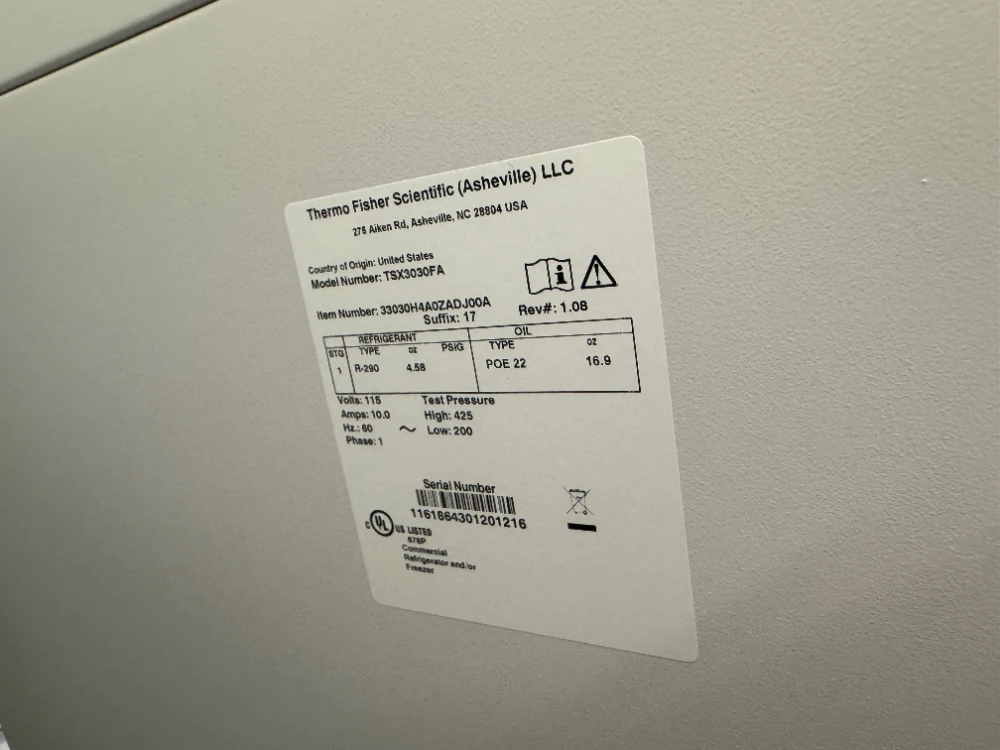 Thermo Fisher Scientific (Asheville) LLC
275 Aiken Rd, Asheville, NC 28804 USA
Country of Origin: United States
Model Number: TSX3030FA
Item Number: 33030H4A0ZADJ00A
Suffix: 17
Rev#: 1.08
REFRIGERANT OIL
STG TYPE OZ PSIG TYPE OZ
1 R-290 4.58 POE 22 16.9
Volts: 115 Test Pressure
Amps: 10.0 High: 425
Hz.: 60 ~ Low: 200
Phase: 1
Serial Number
1161864301201216
C UL US LISTED
678P
Commercial
Refrigerator and/or
Freezer